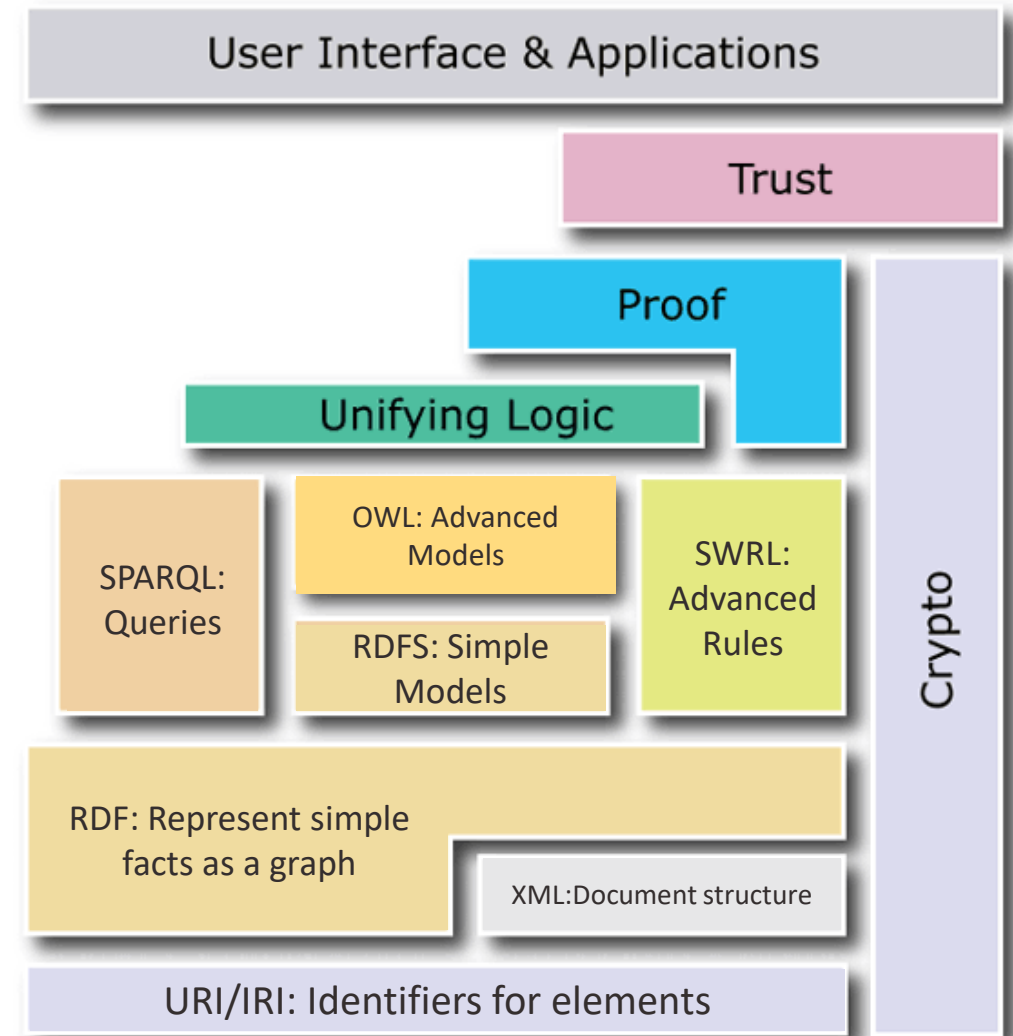 User Interface & Applications
Trust
Proof
Unifying Logic
SPARQL:
Queries
OWL: Advanced
Models
RDFS: Simple
Models
SWRL:
Advanced
Rules
Crypto
RDF: Represent simple
facts as a graph
XML:Document structure
URI/IRI: Identifiers for elements